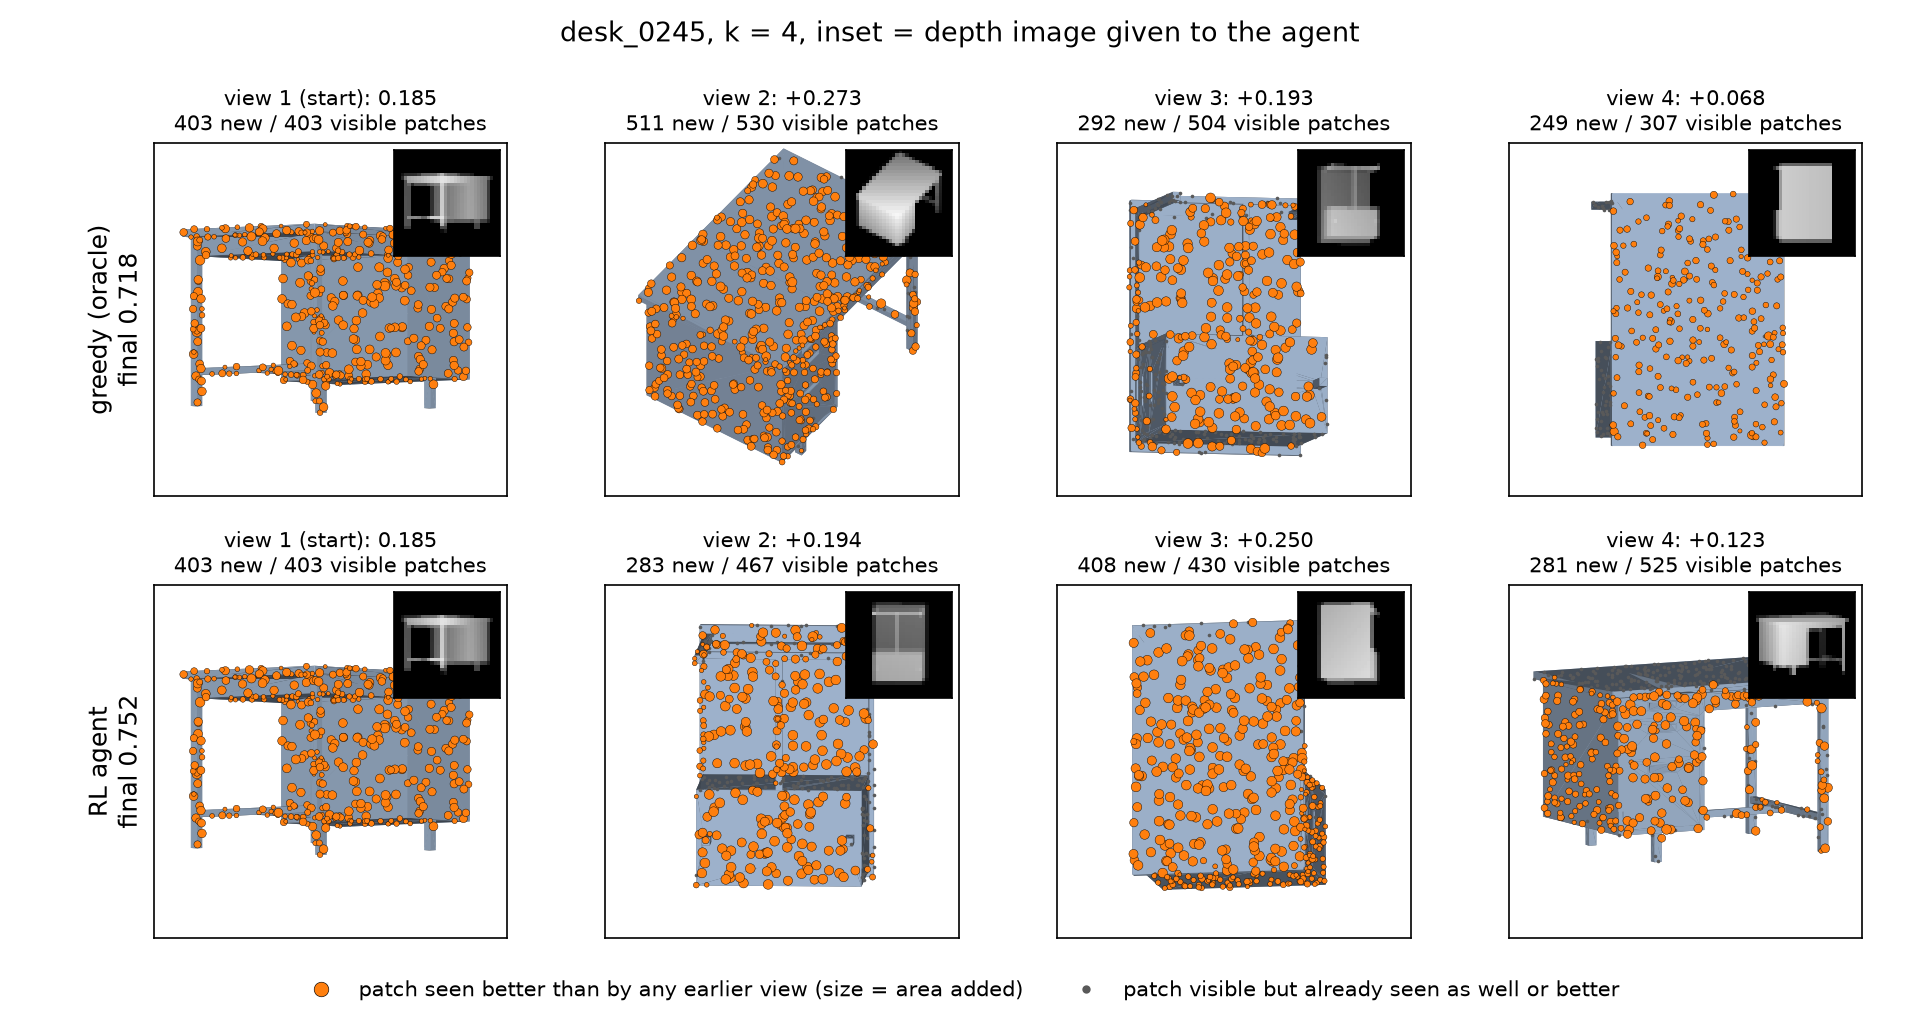 desk_0245, k = 4, inset = depth image given to the agent
view 1 (start): 0.185
403 new / 403 visible patches
view 2: +0.273
511 new / 530 visible patches
view 3: +0.193
292 new / 504 visible patches
view 4: +0.068
249 new / 307 visible patches
greedy (oracle)
final 0.718
view 1 (start): 0.185
403 new / 403 visible patches
view 2: +0.194
283 new / 467 visible patches
view 3: +0.250
408 new / 430 visible patches
view 4: +0.123
281 new / 525 visible patches
RL agent
final 0.752
patch seen better than by any earlier view (size = area added)
patch visible but already seen as well or better